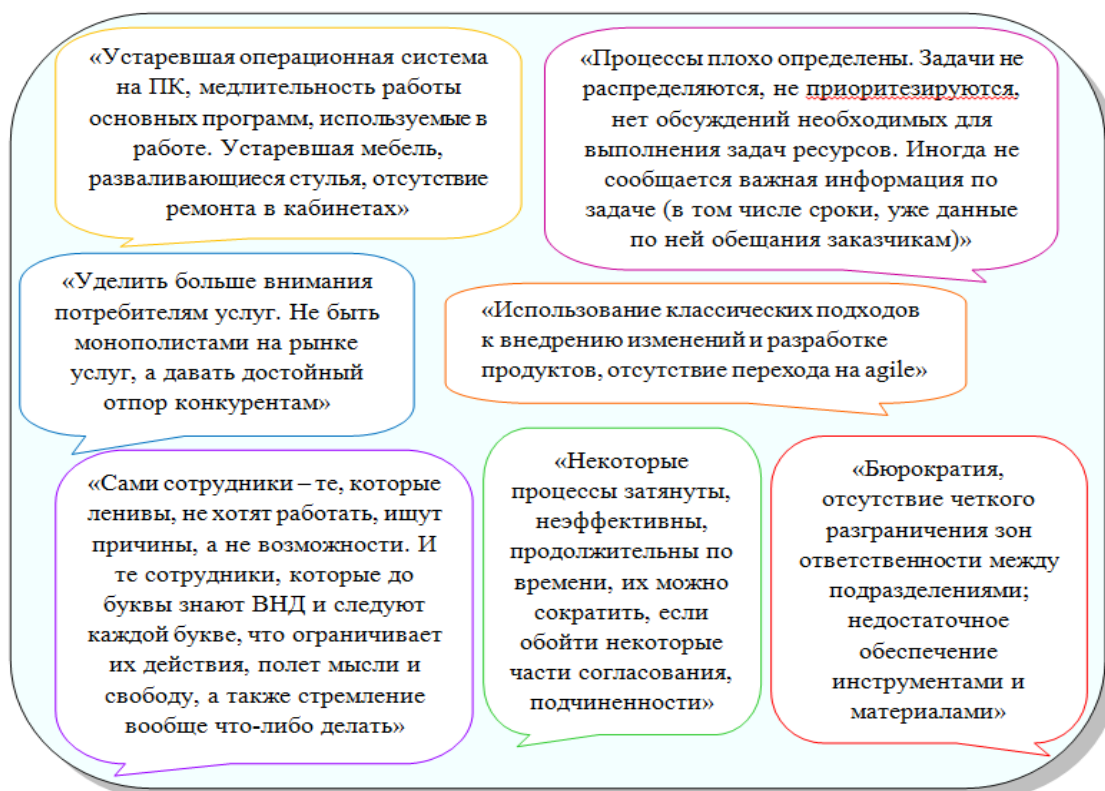 «Устаревшая операционная система
на ПК, медлительность работы
основных программ, используемые в
работе. Устаревшая мебель,
разваливающиеся стулья, отсутствие
ремонта в кабинетах»
«Процессы плохо определены. Задачи не
распределяются, не приоритезируются,
нет обсуждений необходимых для
выполнения задач ресурсов. Иногда не
сообщается важная информация по
задаче (в том числе сроки, уже данные
по ней обещания заказчикам)»
«Уделить больше внимания
потребителям услуг. Не быть
монополистами на рынке
услуг, а давать достойный
отпор конкурентам»
«Использование классических подходов
к внедрению изменений и разработке
продуктов, отсутствие перехода на agile»
«Сами сотрудники – те, которые
ленивы, не хотят работать, ищут
причины, а не возможности. И
те сотрудники, которые до
буквы знают ВНД и следуют
каждой букве, что ограничивает
их действия, полет мысли и
свободу, а также стремление
вообще что-либо делать»
«Некоторые
процессы затянуты,
неэффективны,
продолжительны по
времени, их можно
сократить, если
обойти некоторые
части согласования,
подчиненности»
«Бюрократия,
отсутствие четкого
разграничения зон
ответственности между
подразделениями;
недостаточное
обеспечение
инструментами и
материалами»